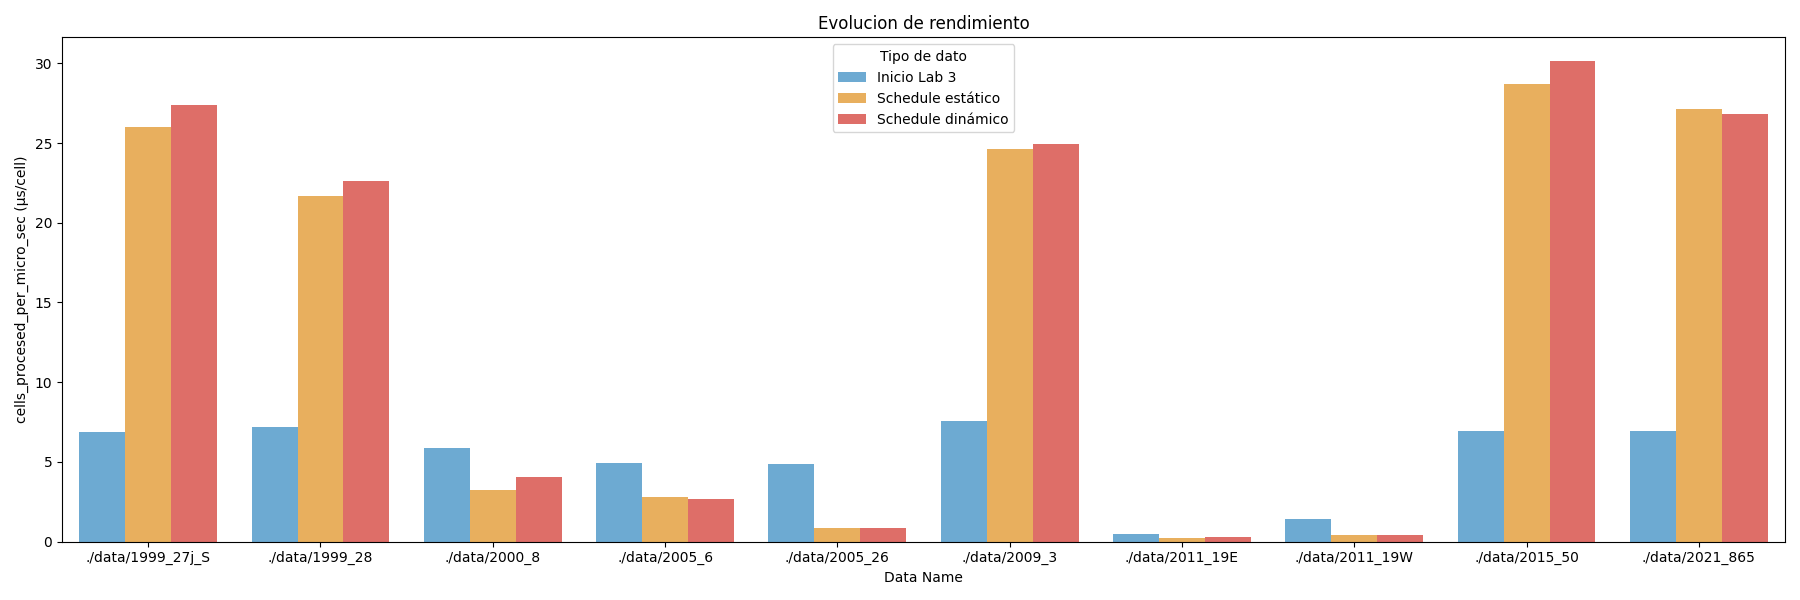 Evolucion de rendimiento
Tipo de dato
Inicio Lab 3
Schedule estático
Schedule dinámico
cells_procesed_per_micro_sec (µs/cell)
30
25
20
15
10
5
0
./data/1999_27j_S
./data/1999_28
./data/2000_8
./data/2005_6
./data/2005_26
./data/2009_3
./data/2011_19E
./data/2011_19W
./data/2015_50
./data/2021_865
Data Name